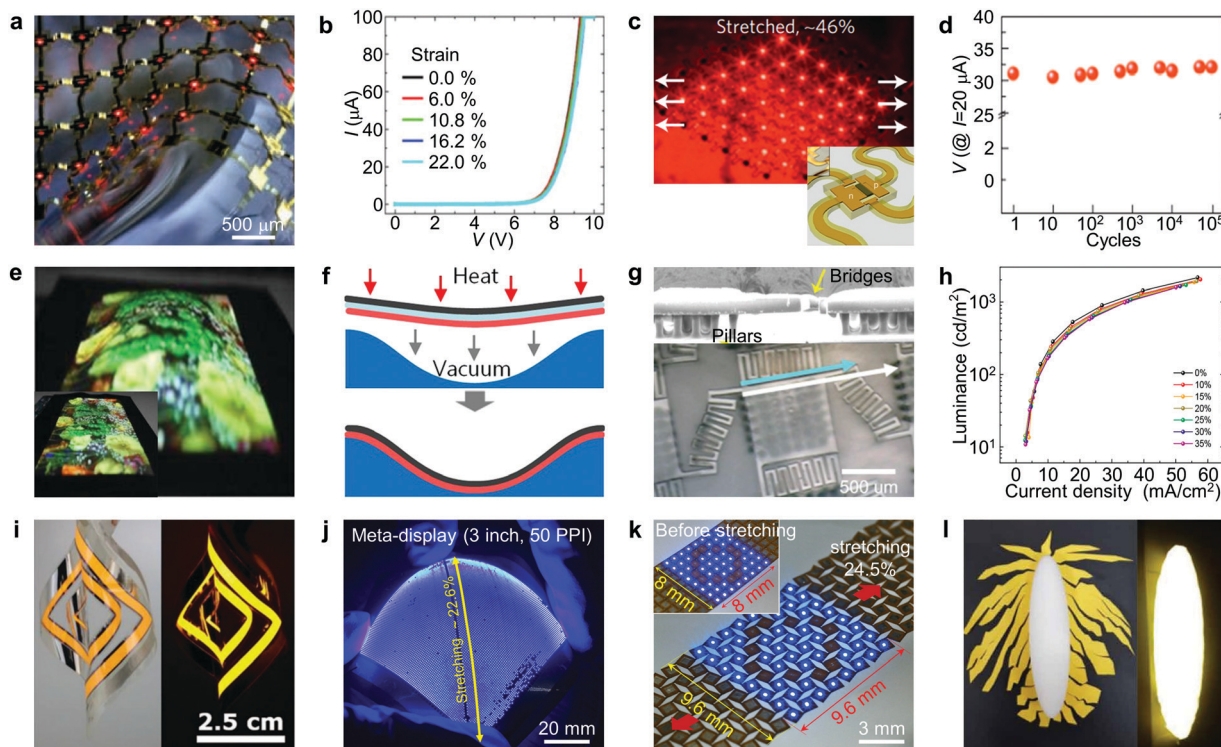 a
500 µm
b
100
80
60
40
20
0
I (µA)
Strain
0.0 %
6.0 %
10.8 %
16.2 %
22.0 %
0 2 4 6 8 10
V (V)
c
Stretched, ~46%
n
p
d
40
35
30
25
2
0
V (@ I=20 µA)
1 10 10² 10³ 10⁴ 10⁵
Cycles
e
f
Heat
Vacuum
g
Bridges
Pillars
500 um
h
10³
10²
10¹
Luminance (cd/m²)
0%
10%
15%
20%
25%
30%
35%
0 10 20 30 40 50 60
Current density (mA/cm²)
i
2.5 cm
j
Meta-display (3 inch, 50 PPI)
Stretching ~ 22.6%
20 mm
k
Before stretching
8 mm
8 mm
stretching
24.5%
9.6 mm
9.6 mm
3 mm
l